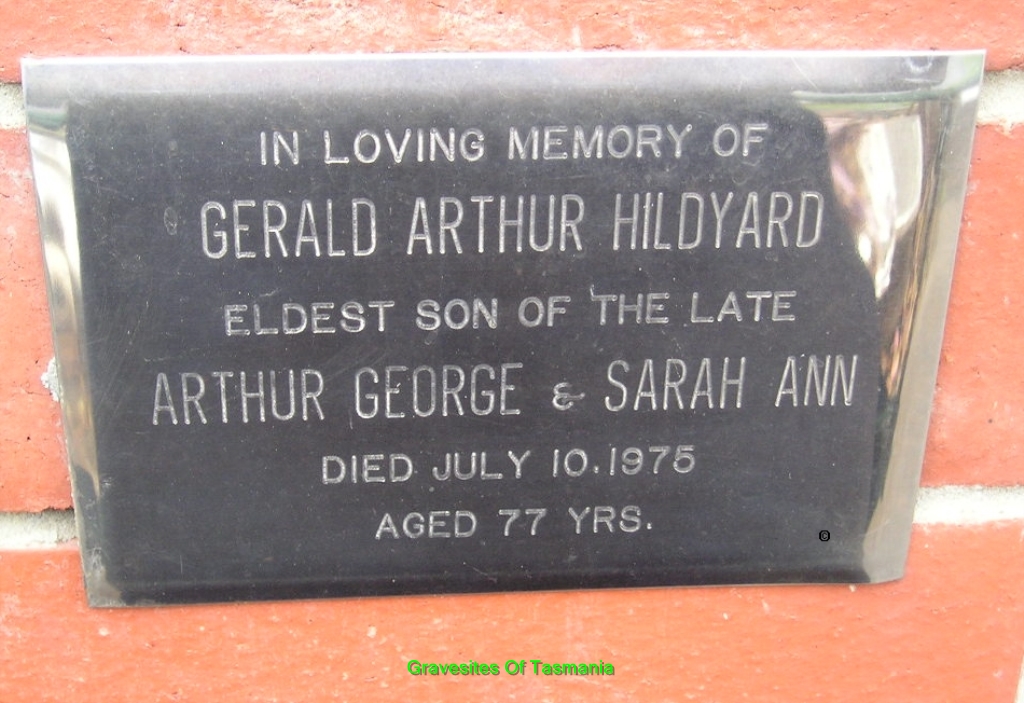 IN LOVING MEMORY OF
GERALD ARTHUR HILDYARD
ELDEST SON OF THE LATE
ARTHUR GEORGE & SARAH ANN
DIED JULY 10.1975
AGED 77 YRS.
©
Gravesites Of Tasmania